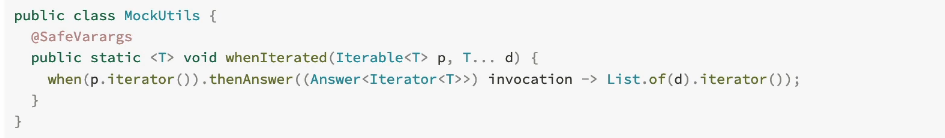 public class MockUtils {
  @SafeVarargs
  public static <T> void whenIterated(Iterable<T> p, T... d) {
    when(p.iterator()).thenAnswer((Answer<Iterator<T>>) invocation -> List.of(d).iterator());
  }
}